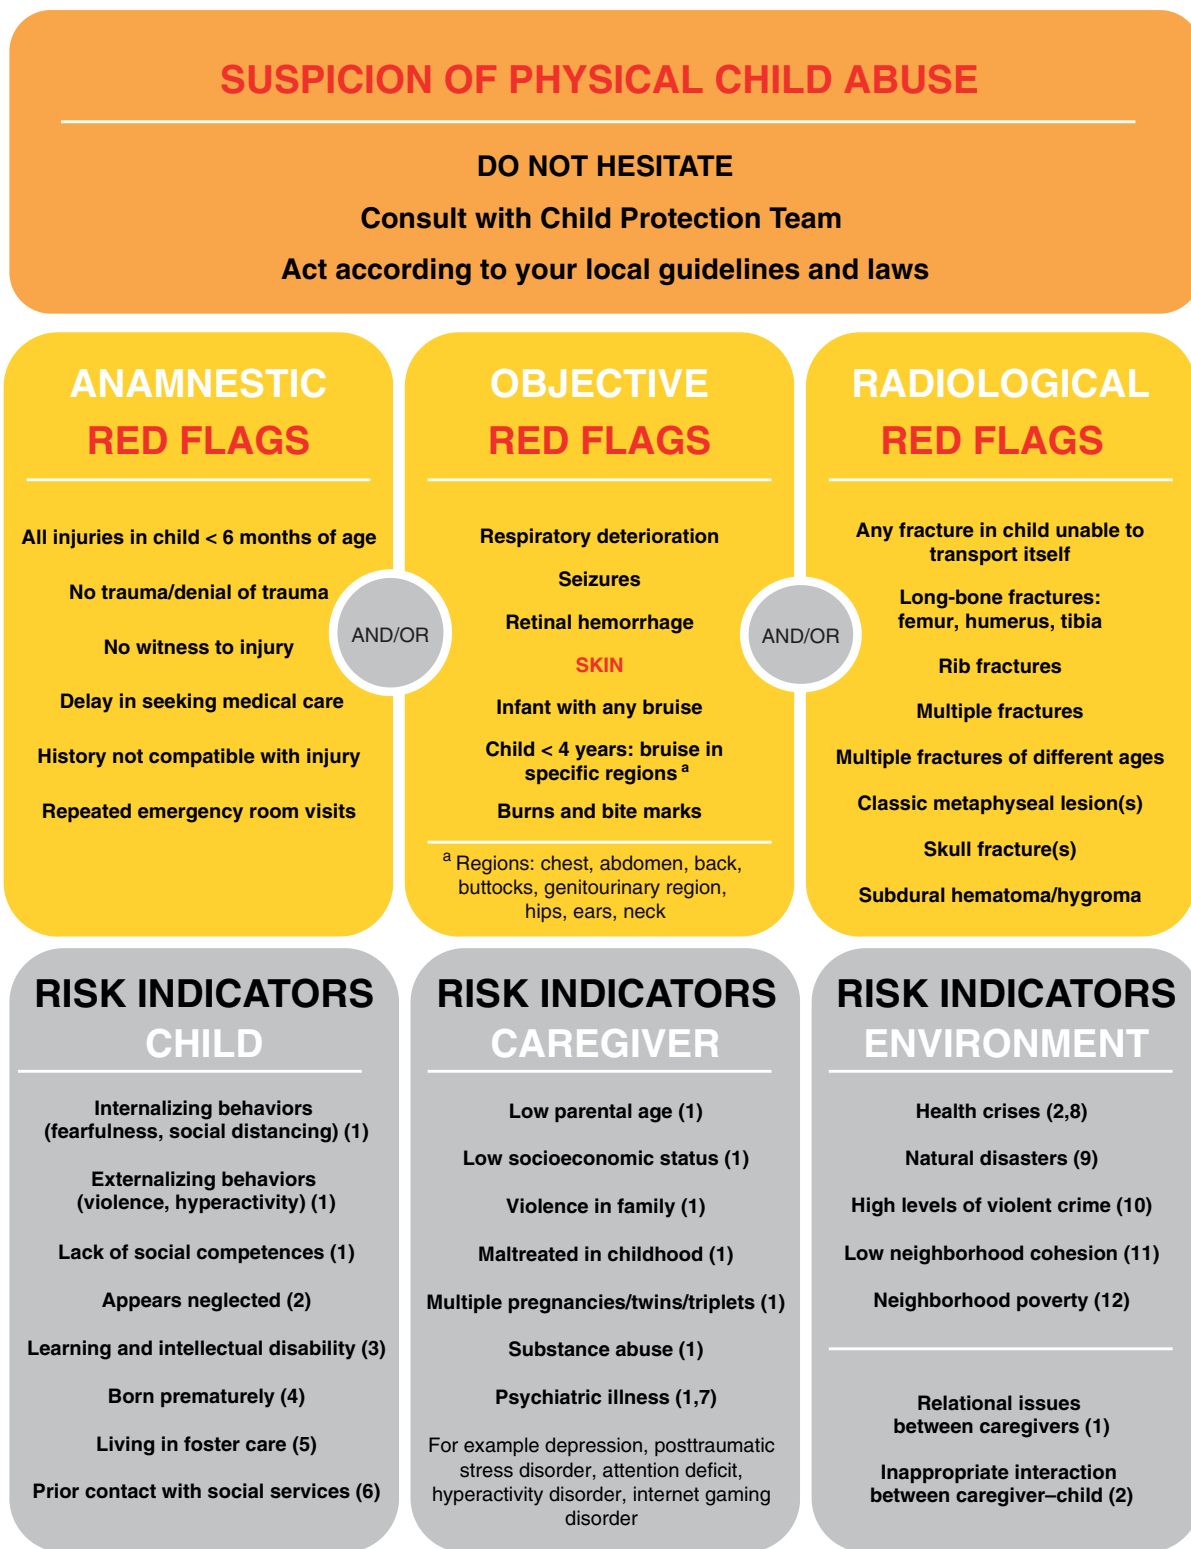 SUSPICION OF PHYSICAL CHILD ABUSE
DO NOT HESITATE
Consult with Child Protection Team
Act according to your local guidelines and laws
ANAMNESTIC
RED FLAGS
All injuries in child < 6 months of age
No trauma/denial of trauma
No witness to injury
Delay in seeking medical care
History not compatible with injury
Repeated emergency room visits
AND/OR
OBJECTIVE
RED FLAGS
Respiratory deterioration
Seizures
Retinal hemorrhage
SKIN
Infant with any bruise
Child < 4 years: bruise in
specific regions a
Burns and bite marks
a Regions: chest, abdomen, back,
buttocks, genitourinary region,
hips, ears, neck
AND/OR
RADIOLOGICAL
RED FLAGS
Any fracture in child unable to
transport itself
Long-bone fractures:
femur, humerus, tibia
Rib fractures
Multiple fractures
Multiple fractures of different ages
Classic metaphyseal lesion(s)
Skull fracture(s)
Subdural hematoma/hygroma
RISK INDICATORS
CHILD
Internalizing behaviors
(fearfulness, social distancing) (1)
Externalizing behaviors
(violence, hyperactivity) (1)
Lack of social competences (1)
Appears neglected (2)
Learning and intellectual disability (3)
Born prematurely (4)
Living in foster care (5)
Prior contact with social services (6)
RISK INDICATORS
CAREGIVER
Low parental age (1)
Low socioeconomic status (1)
Violence in family (1)
Maltreated in childhood (1)
Multiple pregnancies/twins/triplets (1)
Substance abuse (1)
Psychiatric illness (1,7)
For example depression, posttraumatic
stress disorder, attention deficit,
hyperactivity disorder, internet gaming
disorder
RISK INDICATORS
ENVIRONMENT
Health crises (2,8)
Natural disasters (9)
High levels of violent crime (10)
Low neighborhood cohesion (11)
Neighborhood poverty (12)
Relational issues
between caregivers (1)
Inappropriate interaction
between caregiver–child (2)